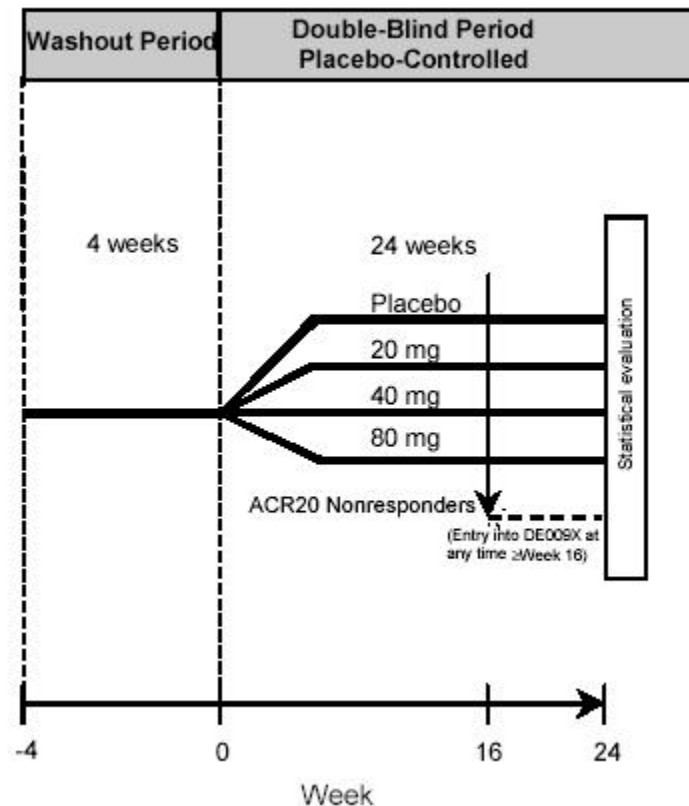 Washout Period
Double-Blind Period
Placebo-Controlled
4 weeks
24 weeks
Placebo
20 mg
40 mg
80 mg
ACR20 Nonresponders
(Entry into DE009X at
any time ≥Week 16)
Statistical evaluation
-4
0
16
24
Week